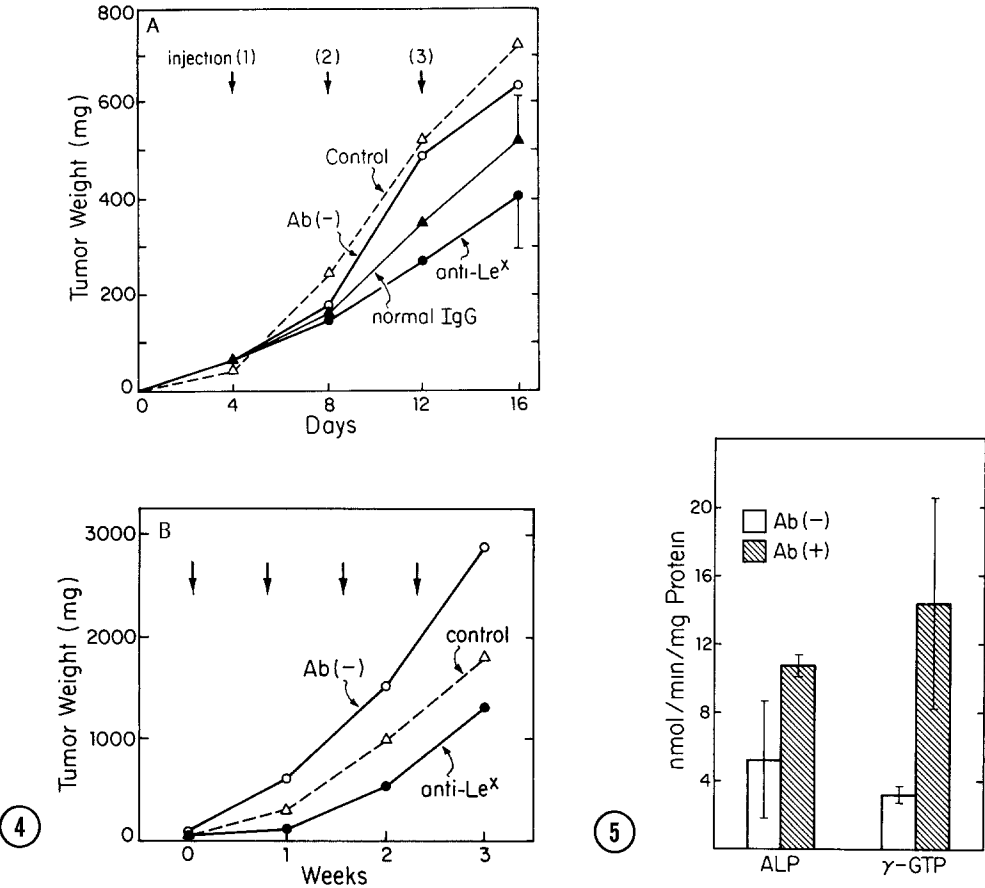 A
injection (1) (2) (3)
800
600
400
200
0
Tumor Weight (mg)
Control
Ab(-)
anti-Leˣ
normal IgG
0 4 8 12 16
Days
B
3000
2000
1000
0
Tumor Weight (mg)
Ab(-)
control
anti-Leˣ
0 1 2 3
Weeks
4
nmol/min/mg Protein
20
16
12
8
4
Ab(-)
Ab(+)
ALP γ-GTP
5